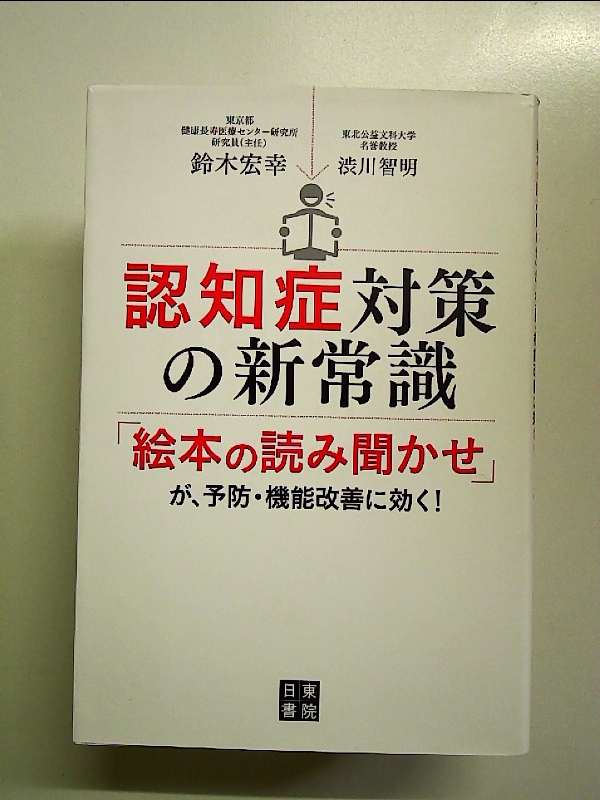 東京都
健康長寿医療センター研究所
研究員(主任)
鈴木宏幸
東北公益文科大学
名誉教授
渋川智明
認知症対策
の新常識
「絵本の読み聞かせ」
が、予防・機能改善に効く!
日東
書院